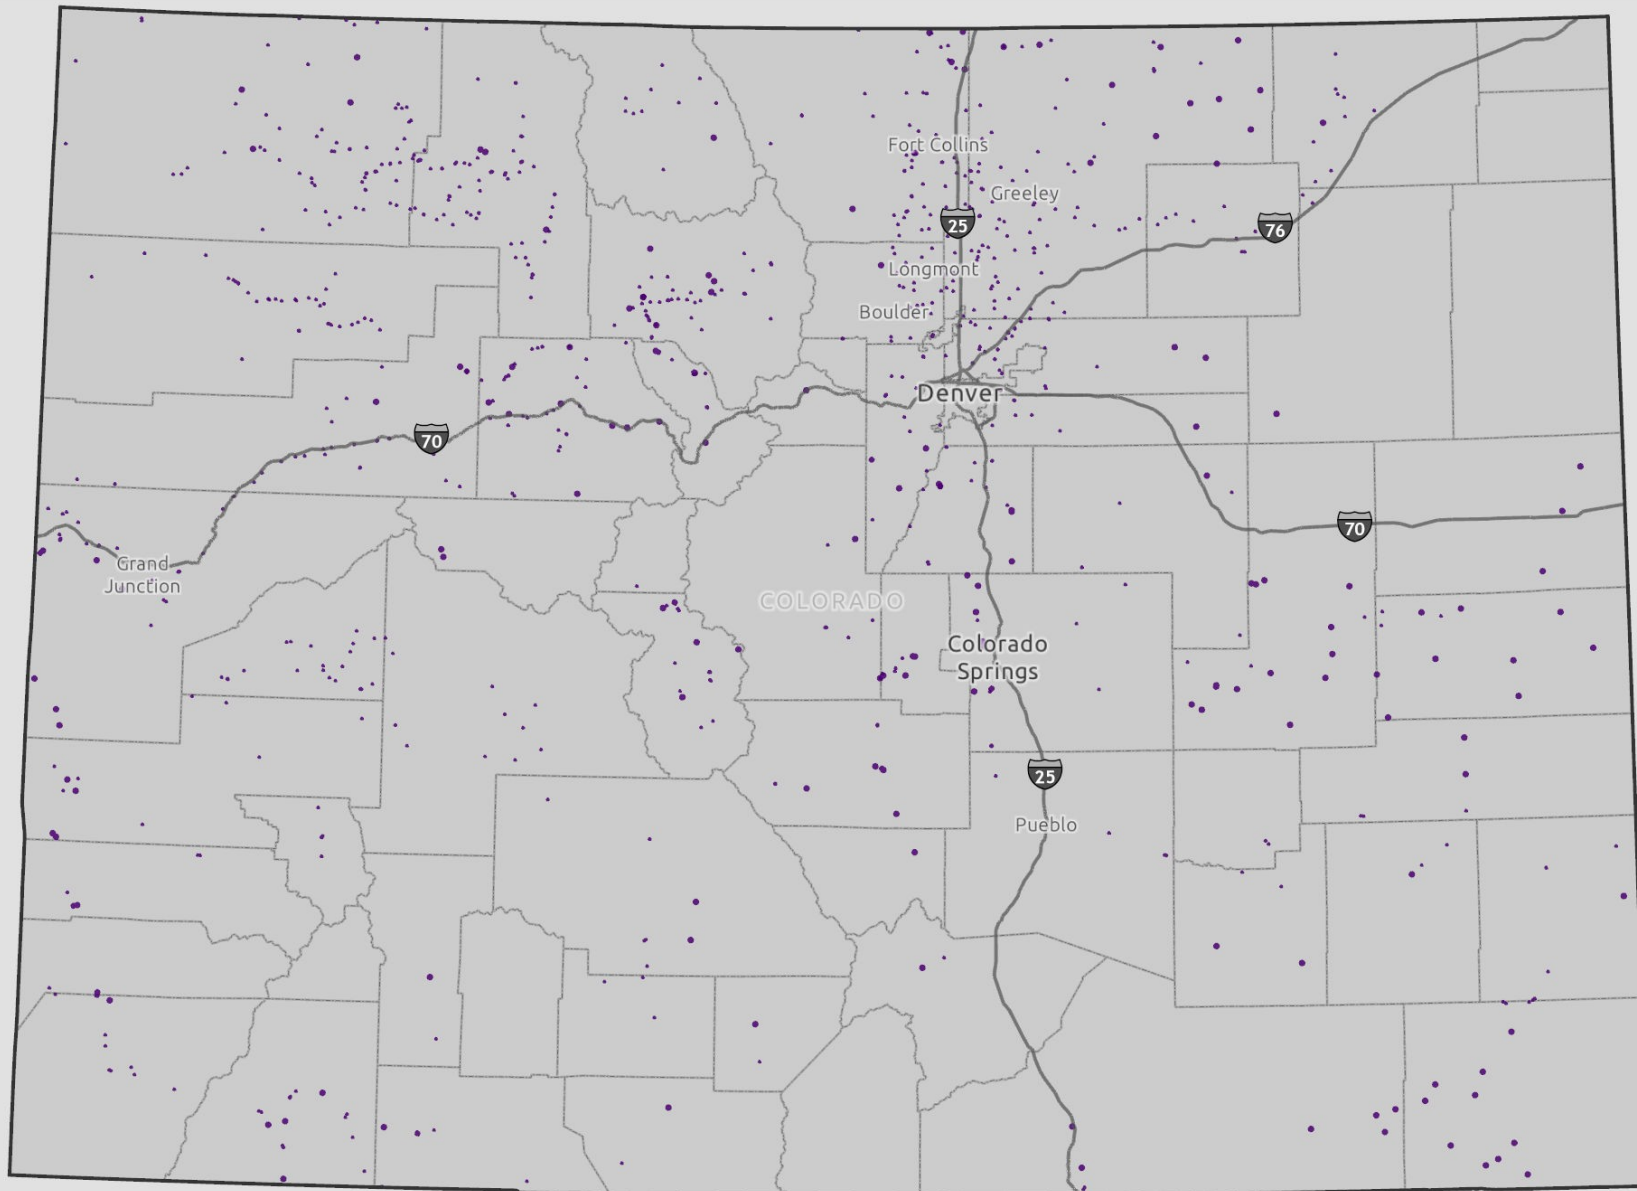 Fort Collins
Greeley
25
76
Longmont
Boulder
Denver
70
70
Grand
Junction
COLORADO
Colorado
Springs
25
Pueblo